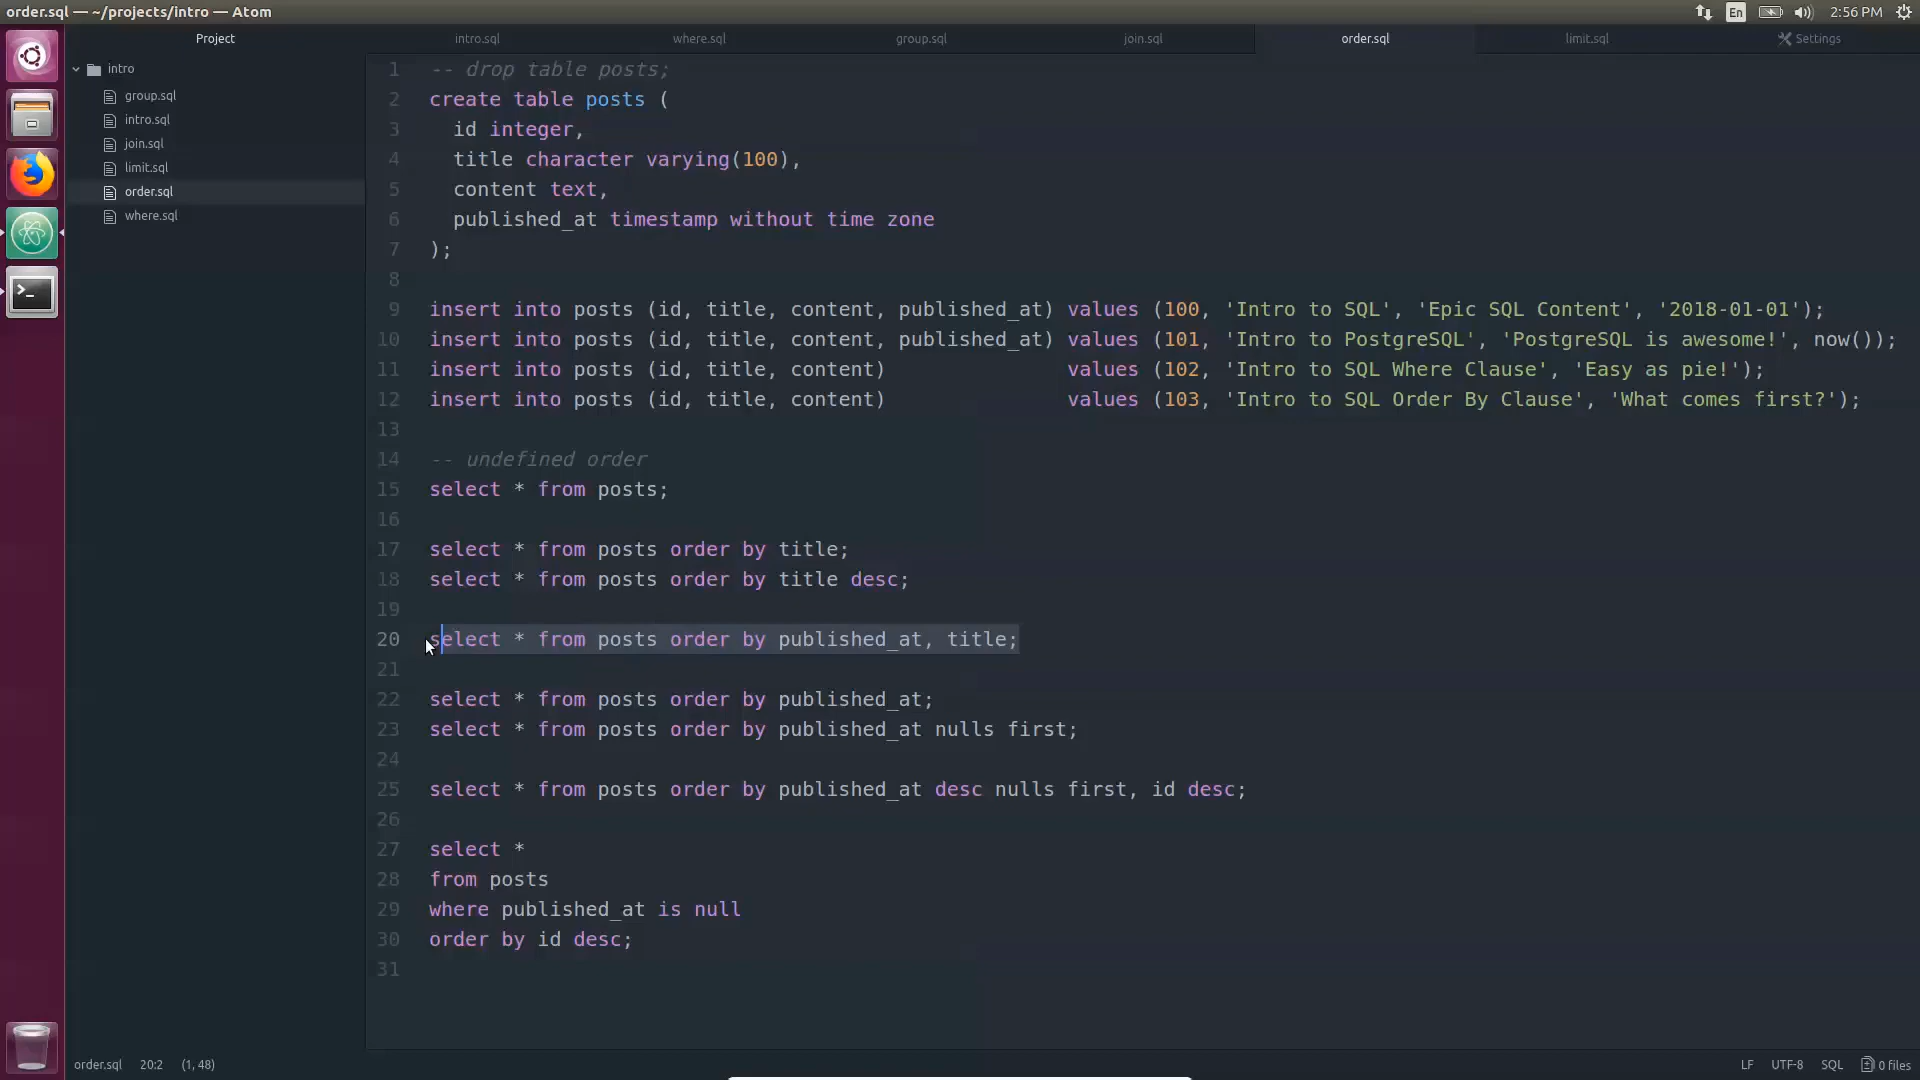 order.sql — ~/projects/intro — Atom
En
2:56 PM
Project
intro.sql
where.sql
group.sql
join.sql
order.sql
limit.sql
Settings
intro
group.sql
intro.sql
join.sql
limit.sql
order.sql
where.sql
1 -- drop table posts;
2 create table posts (
3 id integer,
4 title character varying(100),
5 content text,
6 published_at timestamp without time zone
7 );
8
9 insert into posts (id, title, content, published_at) values (100, 'Intro to SQL', 'Epic SQL Content', '2018-01-01');
10 insert into posts (id, title, content, published_at) values (101, 'Intro to PostgreSQL', 'PostgreSQL is awesome!', now());
11 insert into posts (id, title, content) values (102, 'Intro to SQL Where Clause', 'Easy as pie!');
12 insert into posts (id, title, content) values (103, 'Intro to SQL Order By Clause', 'What comes first?');
13
14 -- undefined order
15 select * from posts;
16
17 select * from posts order by title;
18 select * from posts order by title desc;
19
20 select * from posts order by published_at, title;
21
22 select * from posts order by published_at;
23 select * from posts order by published_at nulls first;
24
25 select * from posts order by published_at desc nulls first, id desc;
26
27 select *
28 from posts
29 where published_at is null
30 order by id desc;
31
order.sql 20:2 (1, 48)
LF UTF-8 SQL 0 files